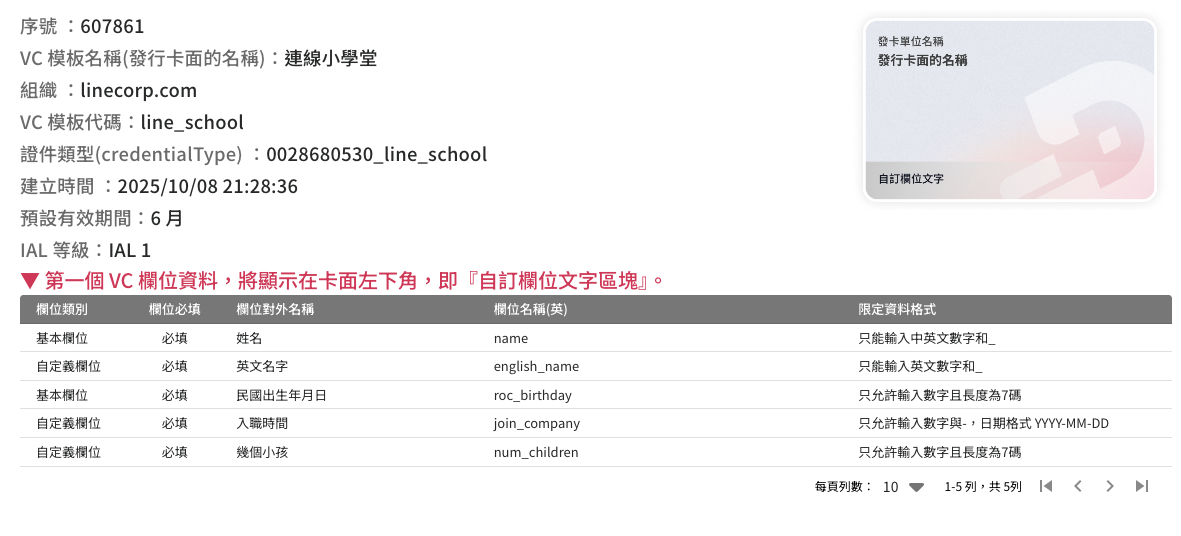 序號 ：607861
VC 模板名稱(發行卡面的名稱)：連線小學堂
組織 ：linecorp.com
VC 模板代碼：line_school
證件類型(credentialType) ：0028680530_line_school
建立時間 ：2025/10/08 21:28:36
預設有效期間：6 月
IAL 等級：IAL 1
發卡單位名稱
發行卡面的名稱
自訂欄位文字
▼ 第一個 VC 欄位資料，將顯示在卡面左下角，即『自訂欄位文字區塊』。
欄位類別 欄位必填 欄位對外名稱 欄位名稱(英) 限定資料格式
基本欄位 必填 姓名 name 只能輸入中英文數字和_
自定義欄位 必填 英文名字 english_name 只能輸入英文數字和_
基本欄位 必填 民國出生年月日 roc_birthday 只允許輸入數字且長度為7碼
自定義欄位 必填 入職時間 join_company 只允許輸入數字與-，日期格式 YYYY-MM-DD
自定義欄位 必填 幾個小孩 num_children 只允許輸入數字且長度為7碼
每頁列數： 10 1-5 列，共 5列